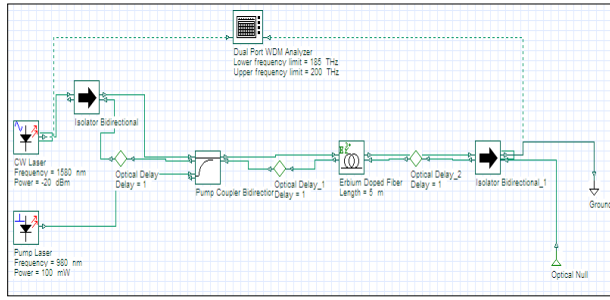 Dual Port WDM Analyzer
Lower frequency limit = 185 THz
Upper frequency limit = 200 THz
Isolator Bidirectional
CW Laser
Frequency = 1580 nm
Power = -20 dBm
Optical Delay
Delay = 1
Pump Coupler Bidirection
Optical Delay_1
Delay = 1
Erbium Doped Fiber
Length = 5 m
Optical Delay_2
Delay = 1
Isolator Bidirectional_1
Ground
Pump Laser
Frequency = 980 nm
Power = 100 mW
Optical Null